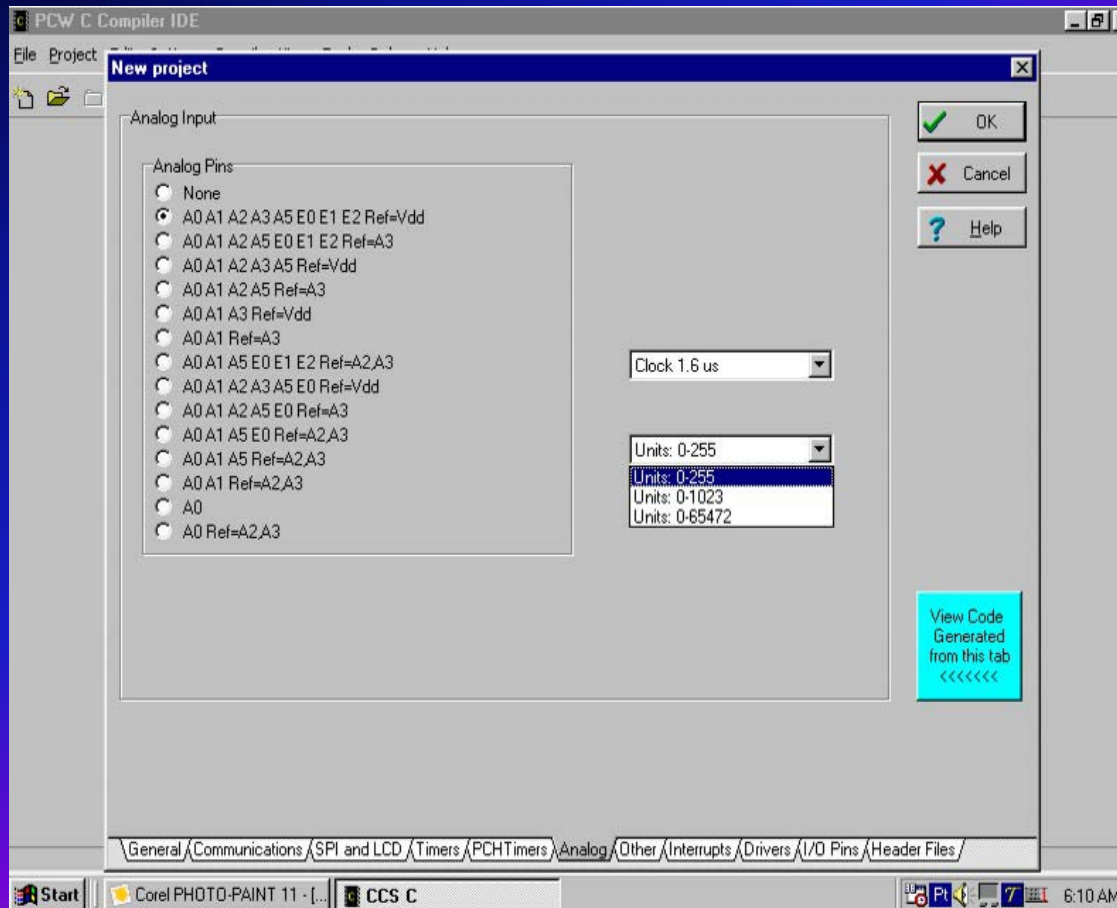 PCW C Compiler IDE
File Project
New project
Analog Input
Analog Pins
None
A0 A1 A2 A3 A5 E0 E1 E2 Ref=Vdd
A0 A1 A2 A5 E0 E1 E2 Ref=A3
A0 A1 A2 A3 A5 Ref=Vdd
A0 A1 A2 A5 Ref=A3
A0 A1 A3 Ref=Vdd
A0 A1 Ref=A3
A0 A1 A5 E0 E1 E2 Ref=A2,A3
A0 A1 A2 A3 A5 E0 Ref=Vdd
A0 A1 A2 A5 E0 Ref=A3
A0 A1 A5 E0 Ref=A2,A3
A0 A1 A5 Ref=A2,A3
A0 A1 Ref=A2,A3
A0
A0 Ref=A2,A3
Clock 1.6 us
Units: 0-255
Units: 0-255
Units: 0-1023
Units: 0-65472
OK
Cancel
Help
View Code
Generated
from this tab
<<<<<<<
General Communications SPI and LCD Timers PCHTimers Analog Other Interrupts Drivers I/O Pins Header Files
Start Corel PHOTO-PAINT 11 - [... CCS C Pt 6:10 AM